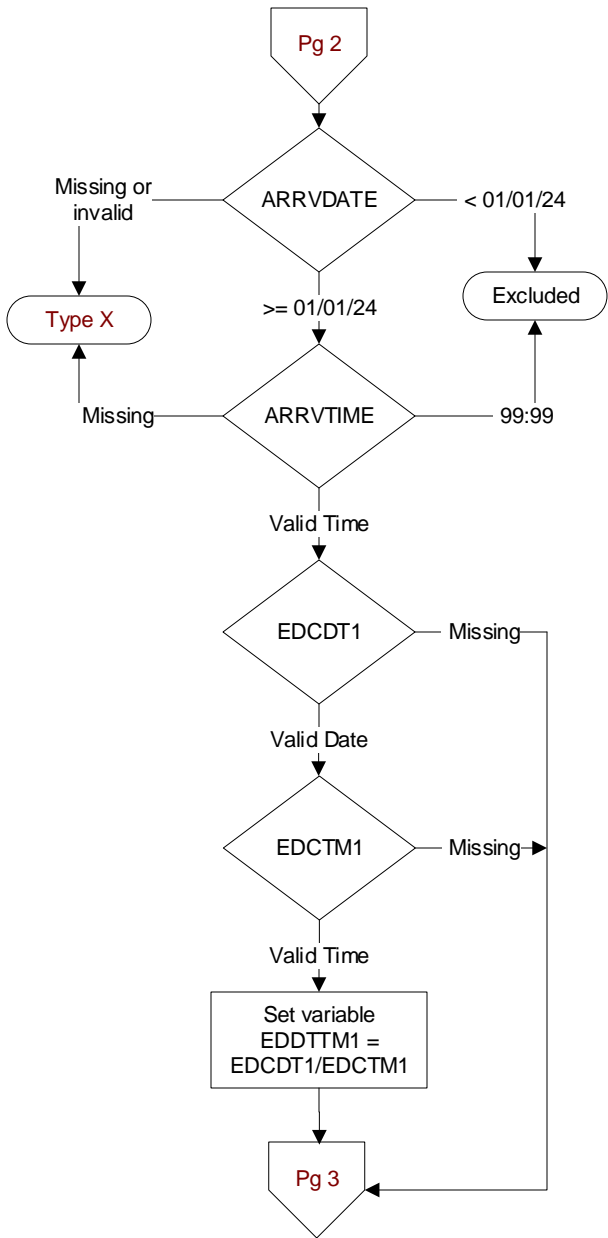 Pg 2
Missing or
invalid
ARRVDATE
< 01/01/24
Type X
>= 01/01/24
Excluded
Missing
ARRVTIME
99:99
Valid Time
EDCDT1
Missing
Valid Date
EDCTM1
Missing
Valid Time
Set variable
EDDTTM1 =
EDCDT1/EDCTM1
Pg 3